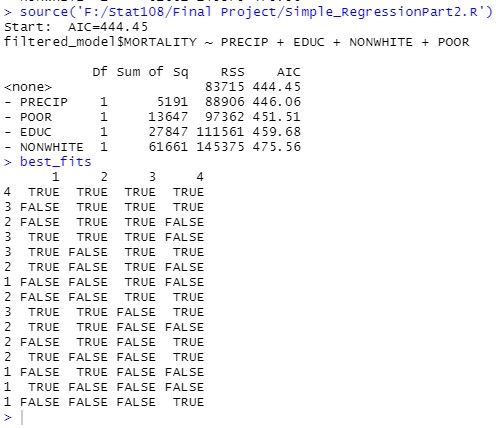 > source('F:/Stat108/Final Project/Simple_RegressionPart2.R')
Start:  AIC=444.45
filtered_model$MORTALITY ~ PRECIP + EDUC + NONWHITE + POOR

           Df Sum of Sq    RSS    AIC
<none>                   83715 444.45
- PRECIP    1      5191  88906 446.06
- POOR      1     13647  97362 451.51
- EDUC      1     27847 111561 459.68
- NONWHITE  1     61661 145375 475.56
> best_fits
      1     2     3     4
4  TRUE  TRUE  TRUE  TRUE
3 FALSE  TRUE  TRUE  TRUE
2 FALSE  TRUE  TRUE FALSE
3  TRUE  TRUE  TRUE FALSE
3  TRUE FALSE  TRUE  TRUE
2  TRUE FALSE  TRUE FALSE
1 FALSE FALSE  TRUE FALSE
2 FALSE FALSE  TRUE  TRUE
3  TRUE  TRUE FALSE  TRUE
2  TRUE  TRUE FALSE FALSE
2 FALSE  TRUE FALSE  TRUE
2  TRUE FALSE FALSE  TRUE
1 FALSE  TRUE FALSE FALSE
1  TRUE FALSE FALSE FALSE
1 FALSE FALSE FALSE  TRUE
>